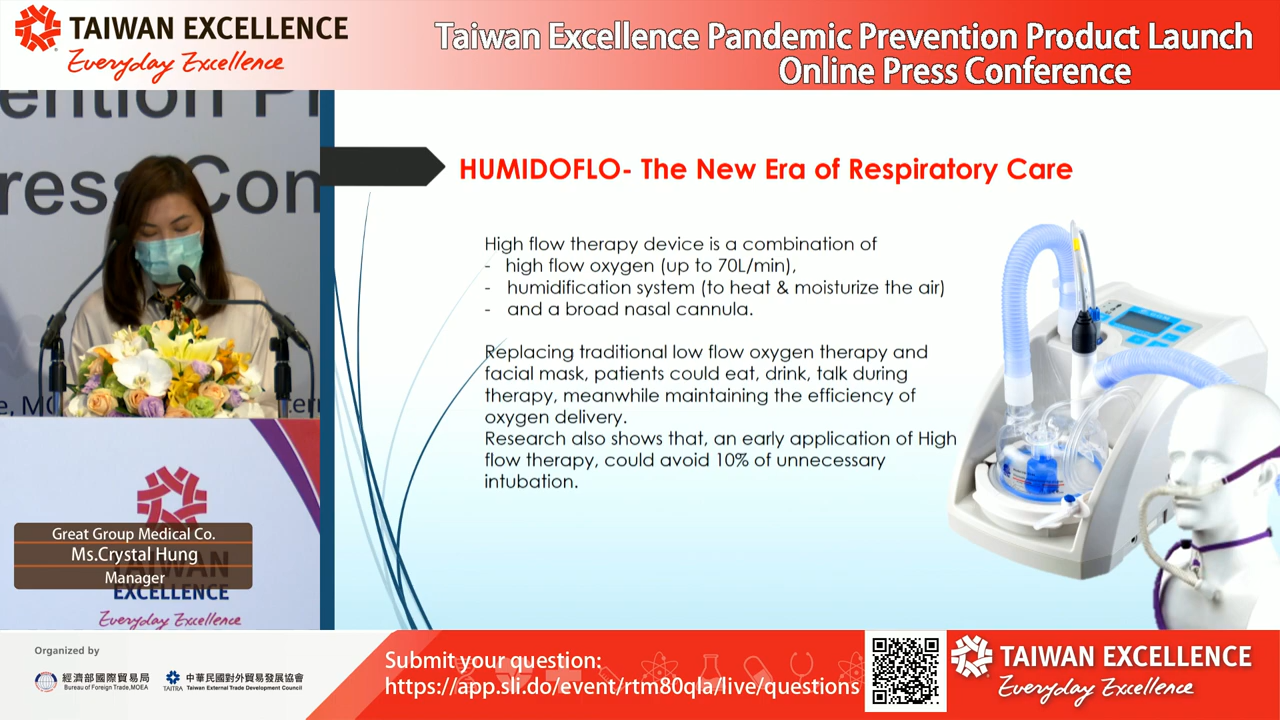 TAIWAN EXCELLENCE
Everyday Excellence
Taiwan Excellence Pandemic Prevention Product Launch
Online Press Conference
ention Pr
ress Con
HUMIDOFLO- The New Era of Respiratory Care
High flow therapy device is a combination of
- high flow oxygen (up to 70L/min),
- humidification system (to heat & moisturize the air)
- and a broad nasal cannula.
Replacing traditional low flow oxygen therapy and
facial mask, patients could eat, drink, talk during
therapy, meanwhile maintaining the efficiency of
oxygen delivery.
Research also shows that, an early application of High
flow therapy, could avoid 10% of unnecessary
intubation.
Great Group Medical Co.
Ms.Crystal Hung
Manager
TAIWAN
EXCELLENCE
Everyday Excellence
Organized by
經濟部國際貿易局
Bureau of Foreign Trade,MOEA
TAITRA
中華民國對外貿易發展協會
Taiwan External Trade Development Council
Submit your question:
https://app.sli.do/event/rtm80qla/live/questions
TAIWAN EXCELLENCE
Everyday Excellence